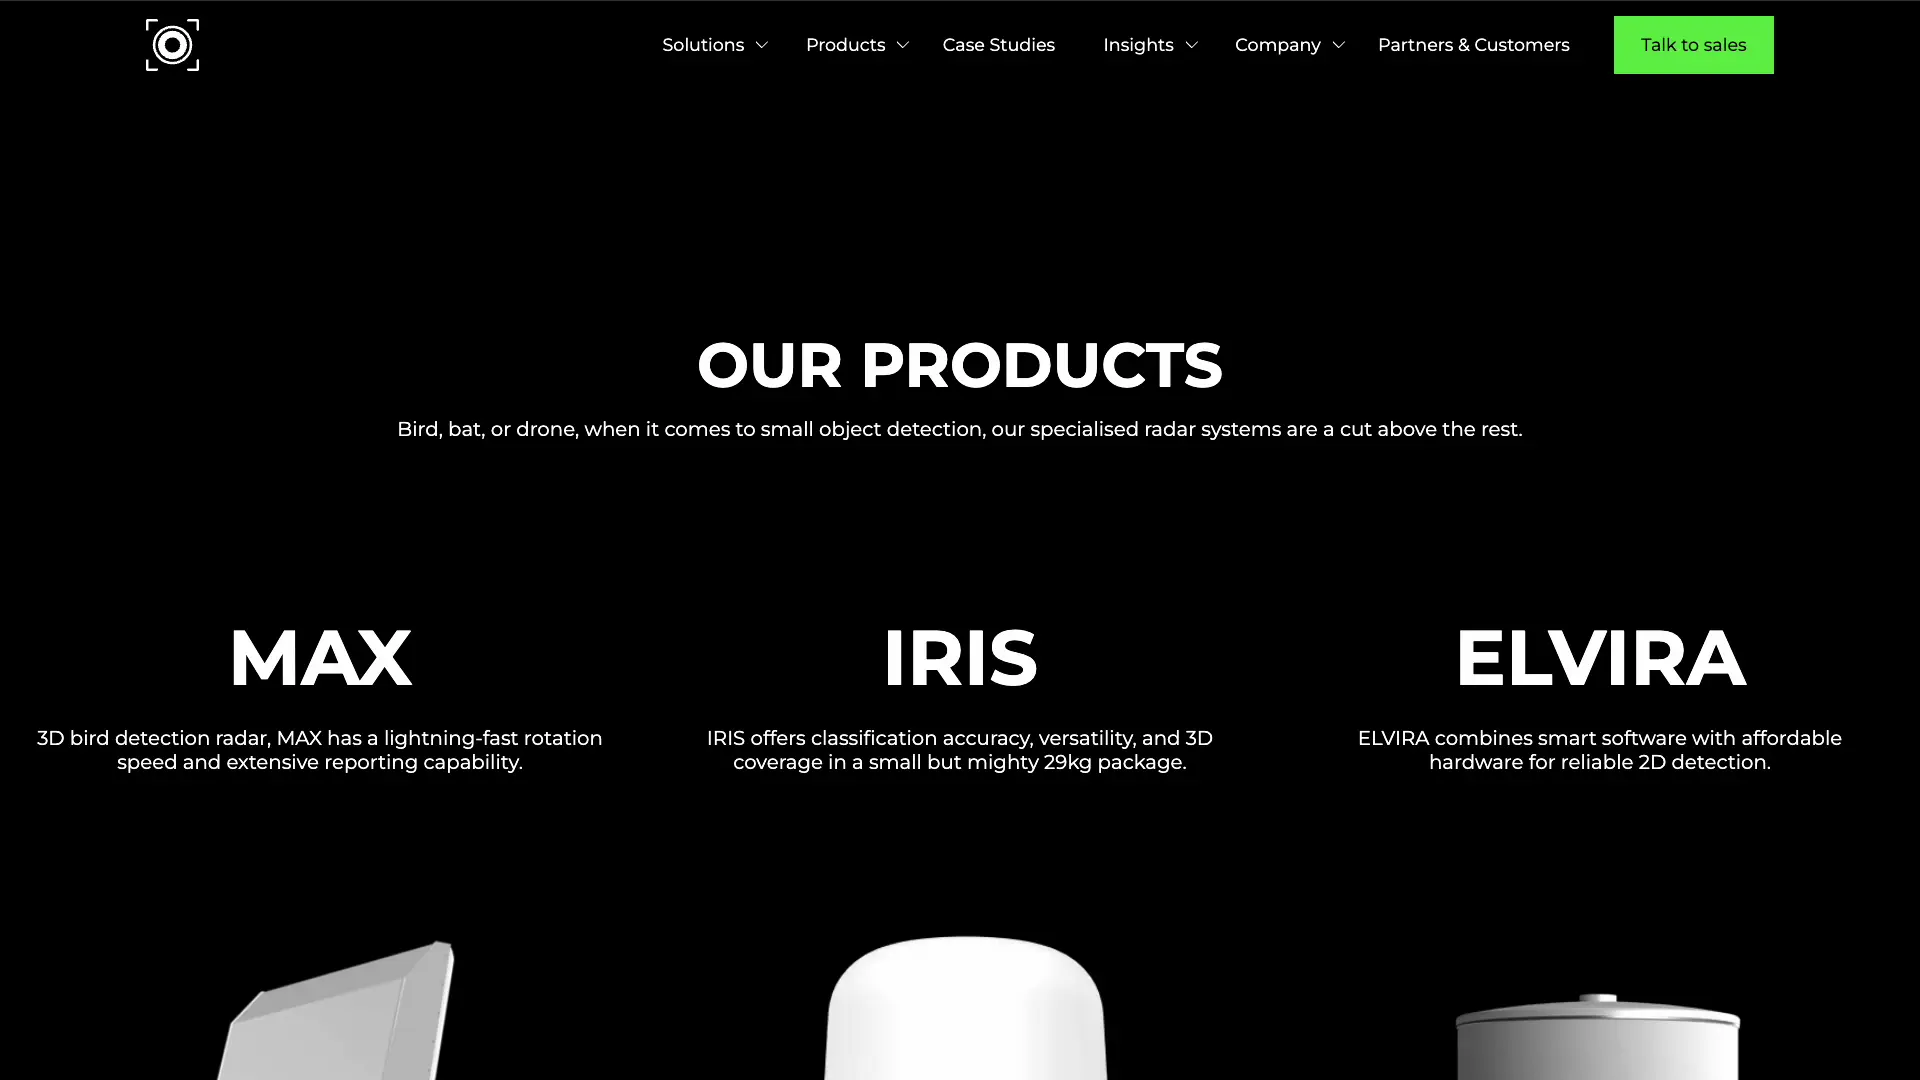 Solutions
Products
Case Studies
Insights
Company
Partners & Customers
Talk to sales
OUR PRODUCTS
Bird, bat, or drone, when it comes to small object detection, our specialised radar systems are a cut above the rest.
MAX
3D bird detection radar, MAX has a lightning-fast rotation
speed and extensive reporting capability.
IRIS
IRIS offers classification accuracy, versatility, and 3D
coverage in a small but mighty 29kg package.
ELVIRA
ELVIRA combines smart software with affordable
hardware for reliable 2D detection.